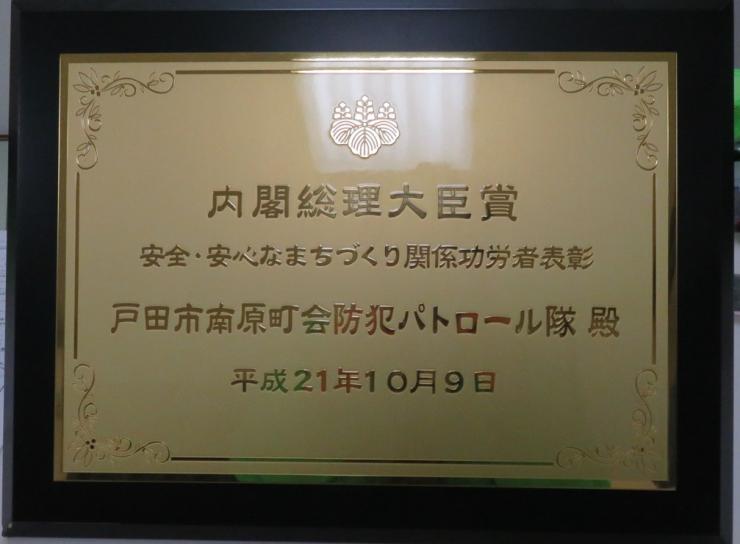 内閣総理大臣賞
安全・安心なまちづくり関係功労者表彰
戸田市南原町会防犯パトロール隊 殿
平成21年10月9日